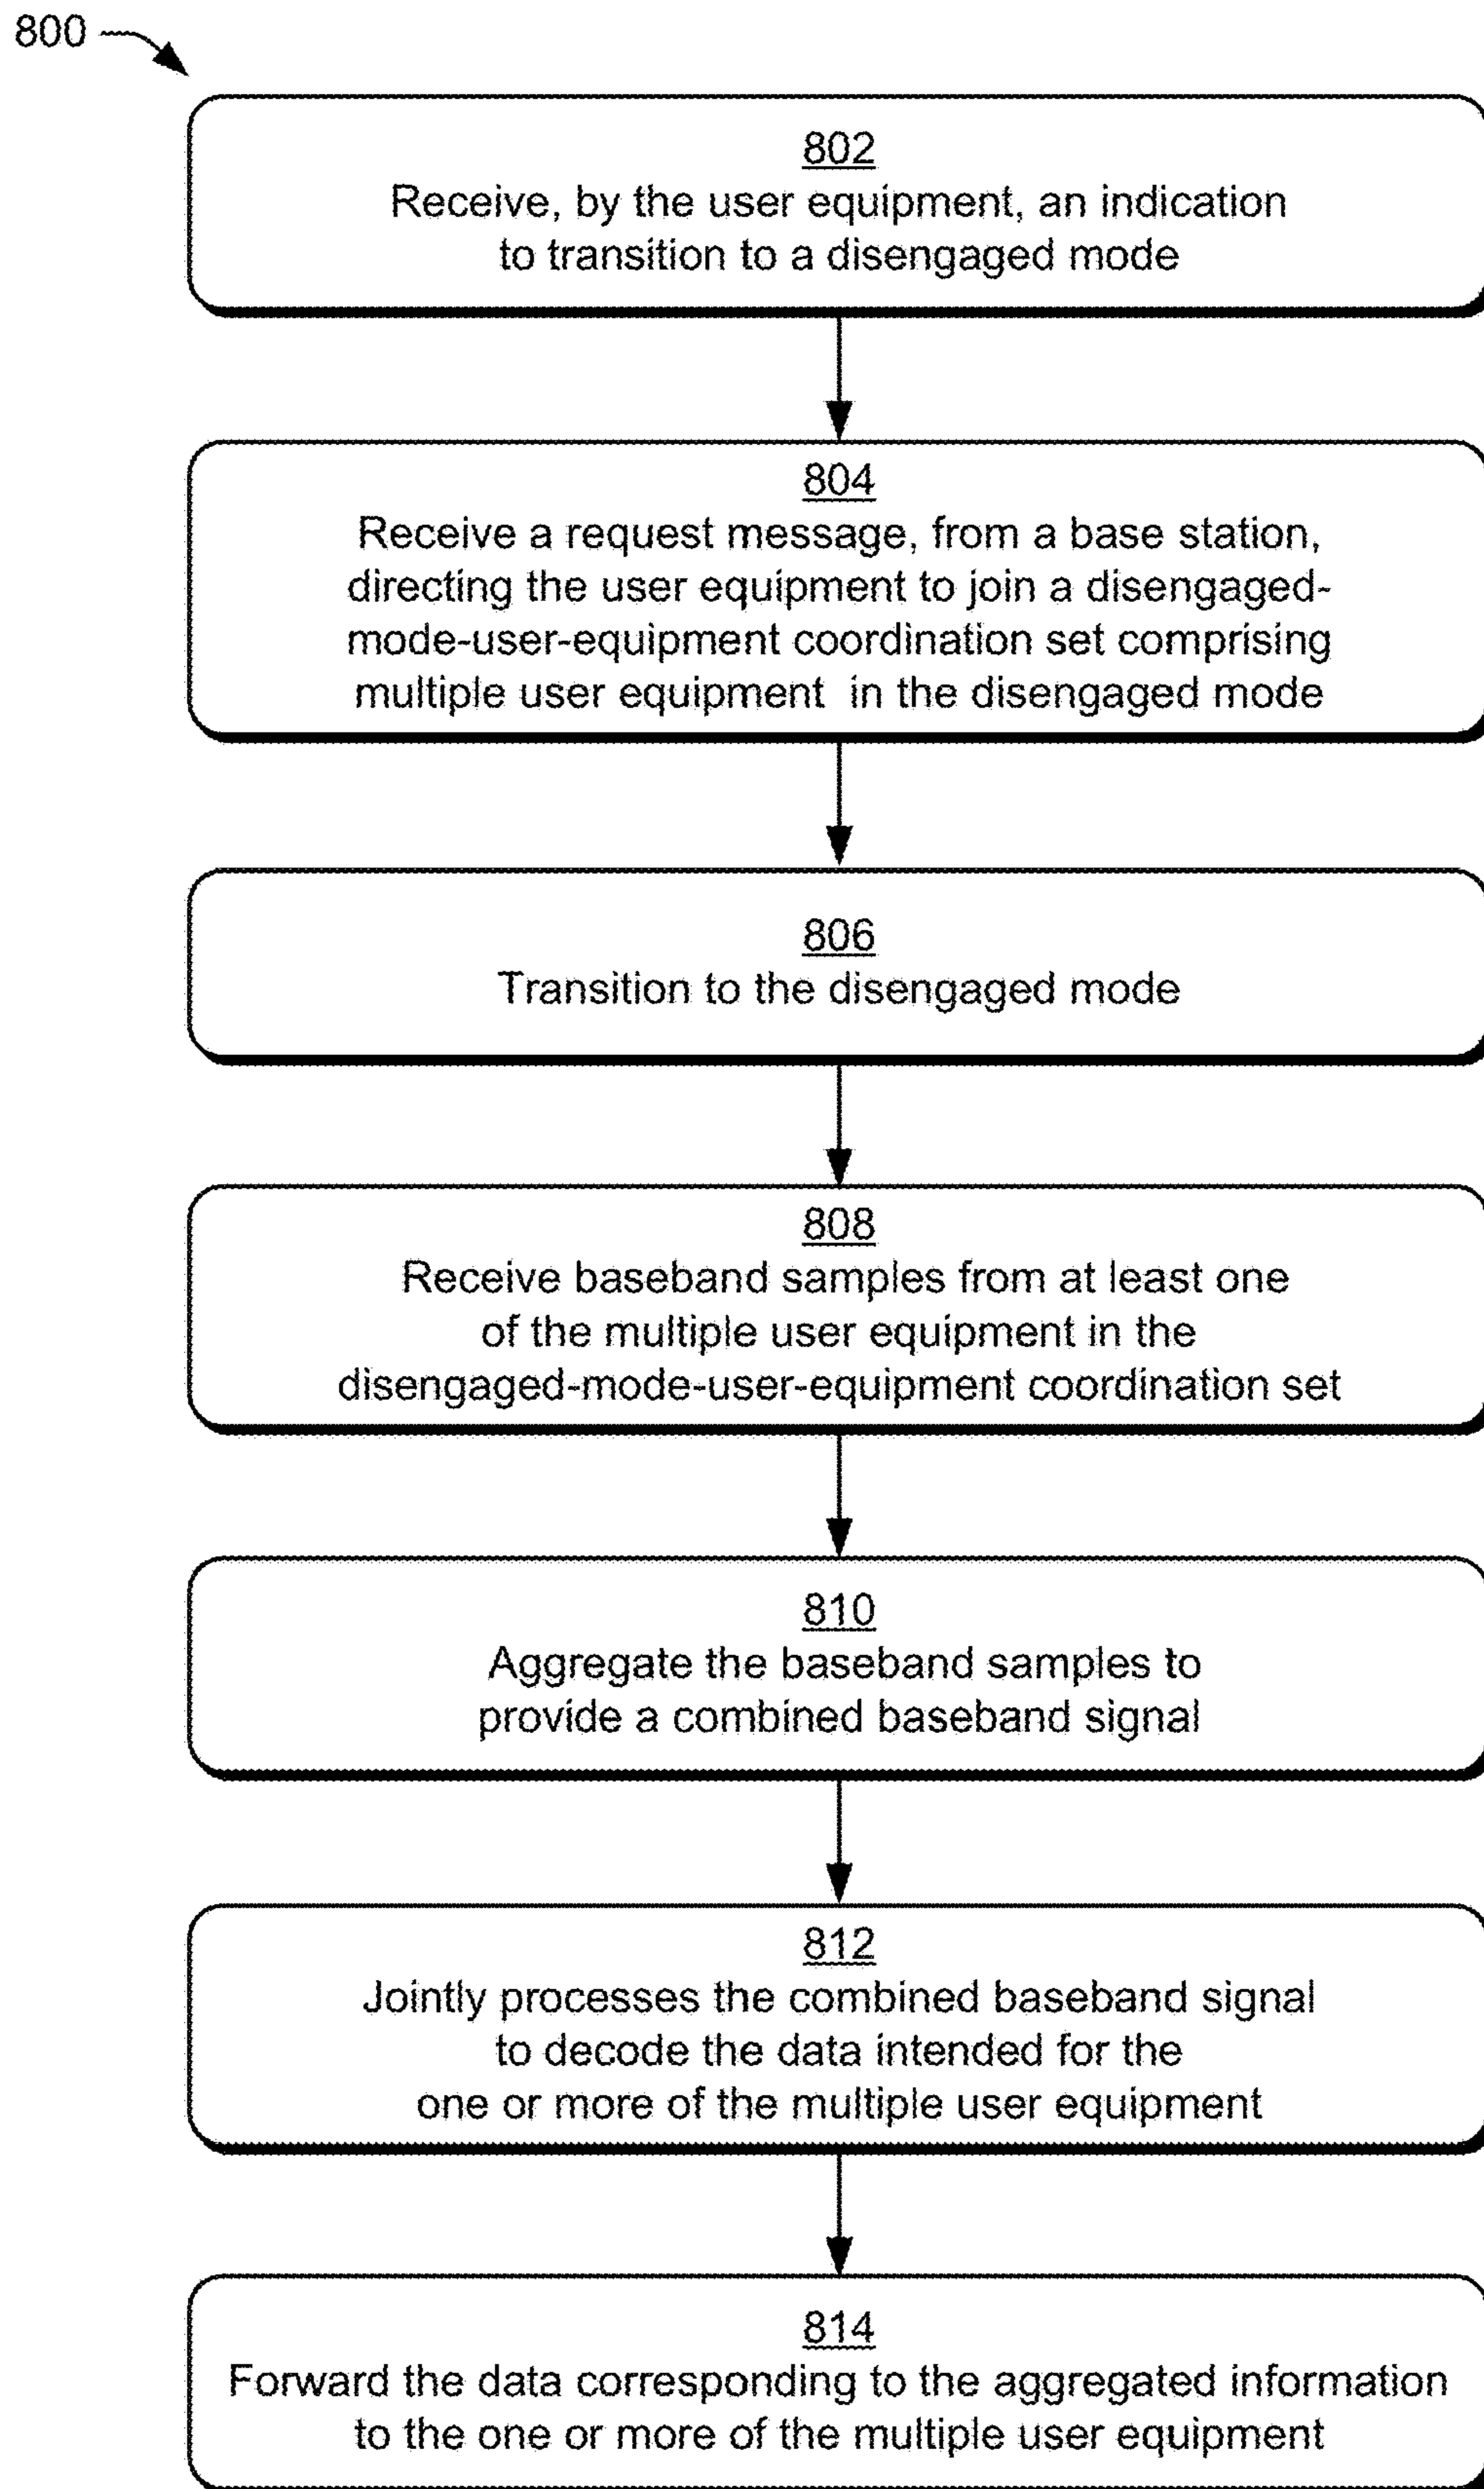 800
802
Receive, by the user equipment, an indication
to transition to a disengaged mode
804
Receive a request message, from a base station,
directing the user equipment to join a disengaged-
mode-user-equipment coordination set comprising
multiple user equipment in the disengaged mode
806
Transition to the disengaged mode
808
Receive baseband samples from at least one
of the multiple user equipment in the
disengaged-mode-user-equipment coordination set
810
Aggregate the baseband samples to
provide a combined baseband signal
812
Jointly processes the combined baseband signal
to decode the data intended for the
one or more of the multiple user equipment
814
Forward the data corresponding to the aggregated information
to the one or more of the multiple user equipment